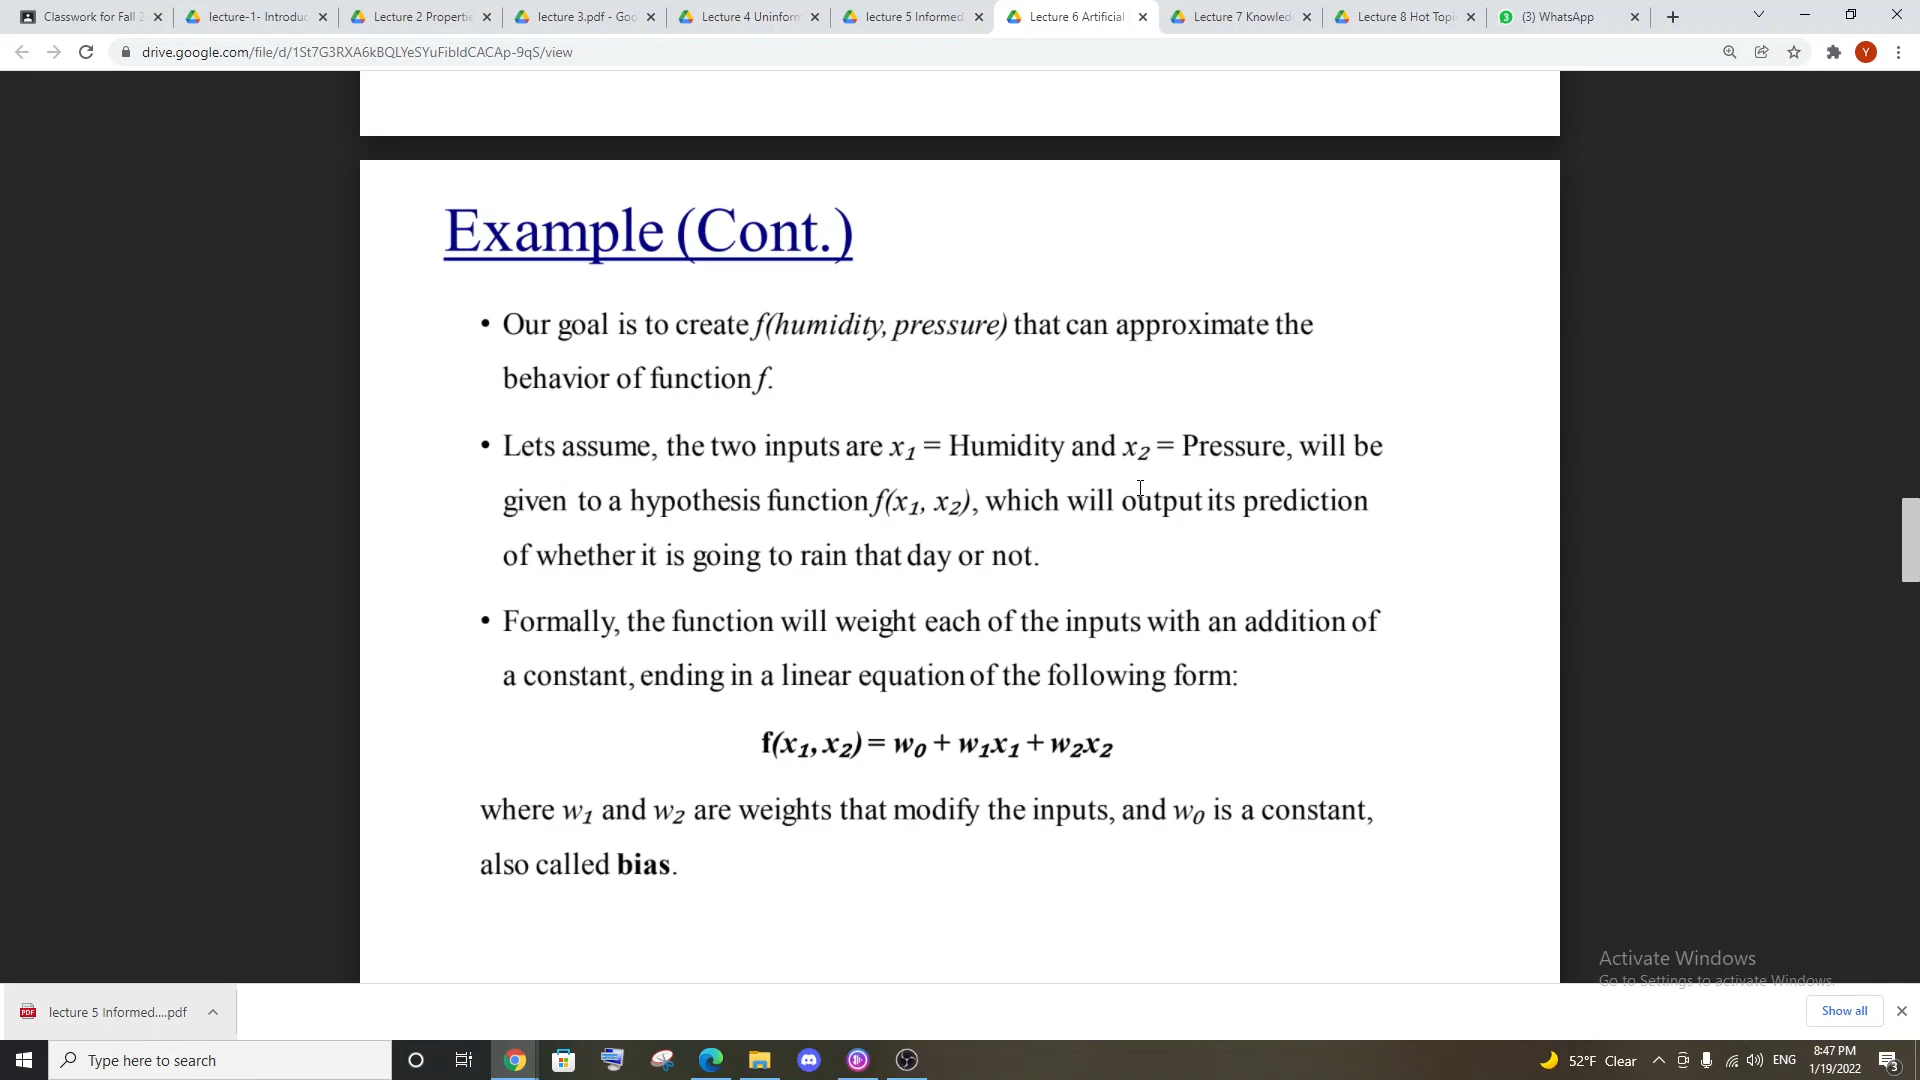 Classwork for Fall 2
lecture-1- Introduc
Lecture 2 Propertie
lecture 3.pdf - Goo
Lecture 4 Uninform
lecture 5 Informed
Lecture 6 Artificial
Lecture 7 Knowled
Lecture 8 Hot Topi
(3) WhatsApp
drive.google.com/file/d/1St7G3RXA6kBQLYeSYuFibIdCACAp-9qS/view
Y
Example (Cont.)
• Our goal is to create f(humidity, pressure) that can approximate the
behavior of function f.
• Lets assume, the two inputs are x₁ = Humidity and x₂ = Pressure, will be
given to a hypothesis function f(x₁, x₂), which will output its prediction
of whether it is going to rain that day or not.
• Formally, the function will weight each of the inputs with an addition of
a constant, ending in a linear equation of the following form:
f(x₁, x₂) = w₀ + w₁x₁ + w₂x₂
where w₁ and w₂ are weights that modify the inputs, and w₀ is a constant,
also called bias.
Activate Windows
Go to Settings to activate Windows.
PDF
lecture 5 Informed....pdf
Show all
Type here to search
52°F Clear
ENG
8:47 PM
1/19/2022
3